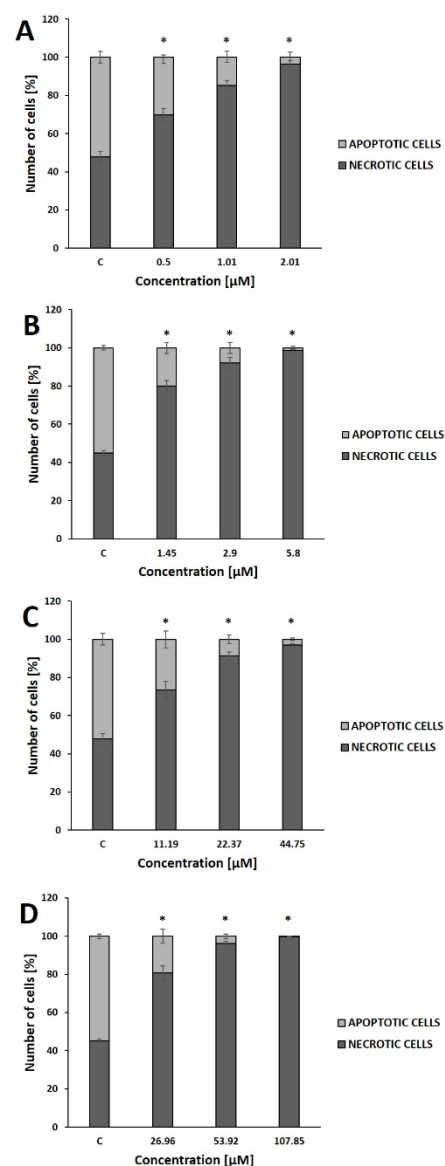 A
Number of cells [%]
120
100
80
60
40
20
0
C 0.5 1.01 2.01
* * *
Concentration [µM]
APOPTOTIC CELLS
NECROTIC CELLS
B
Number of cells [%]
120
100
80
60
40
20
0
C 1.45 2.9 5.8
* * *
Concentration [µM]
APOPTOTIC CELLS
NECROTIC CELLS
C
Number of cells [%]
120
100
80
60
40
20
0
C 11.19 22.37 44.75
* * *
Concentration [µM]
APOPTOTIC CELLS
NECROTIC CELLS
D
Number of cells [%]
120
100
80
60
40
20
0
C 26.96 53.92 107.85
* * *
Concentration [µM]
APOPTOTIC CELLS
NECROTIC CELLS